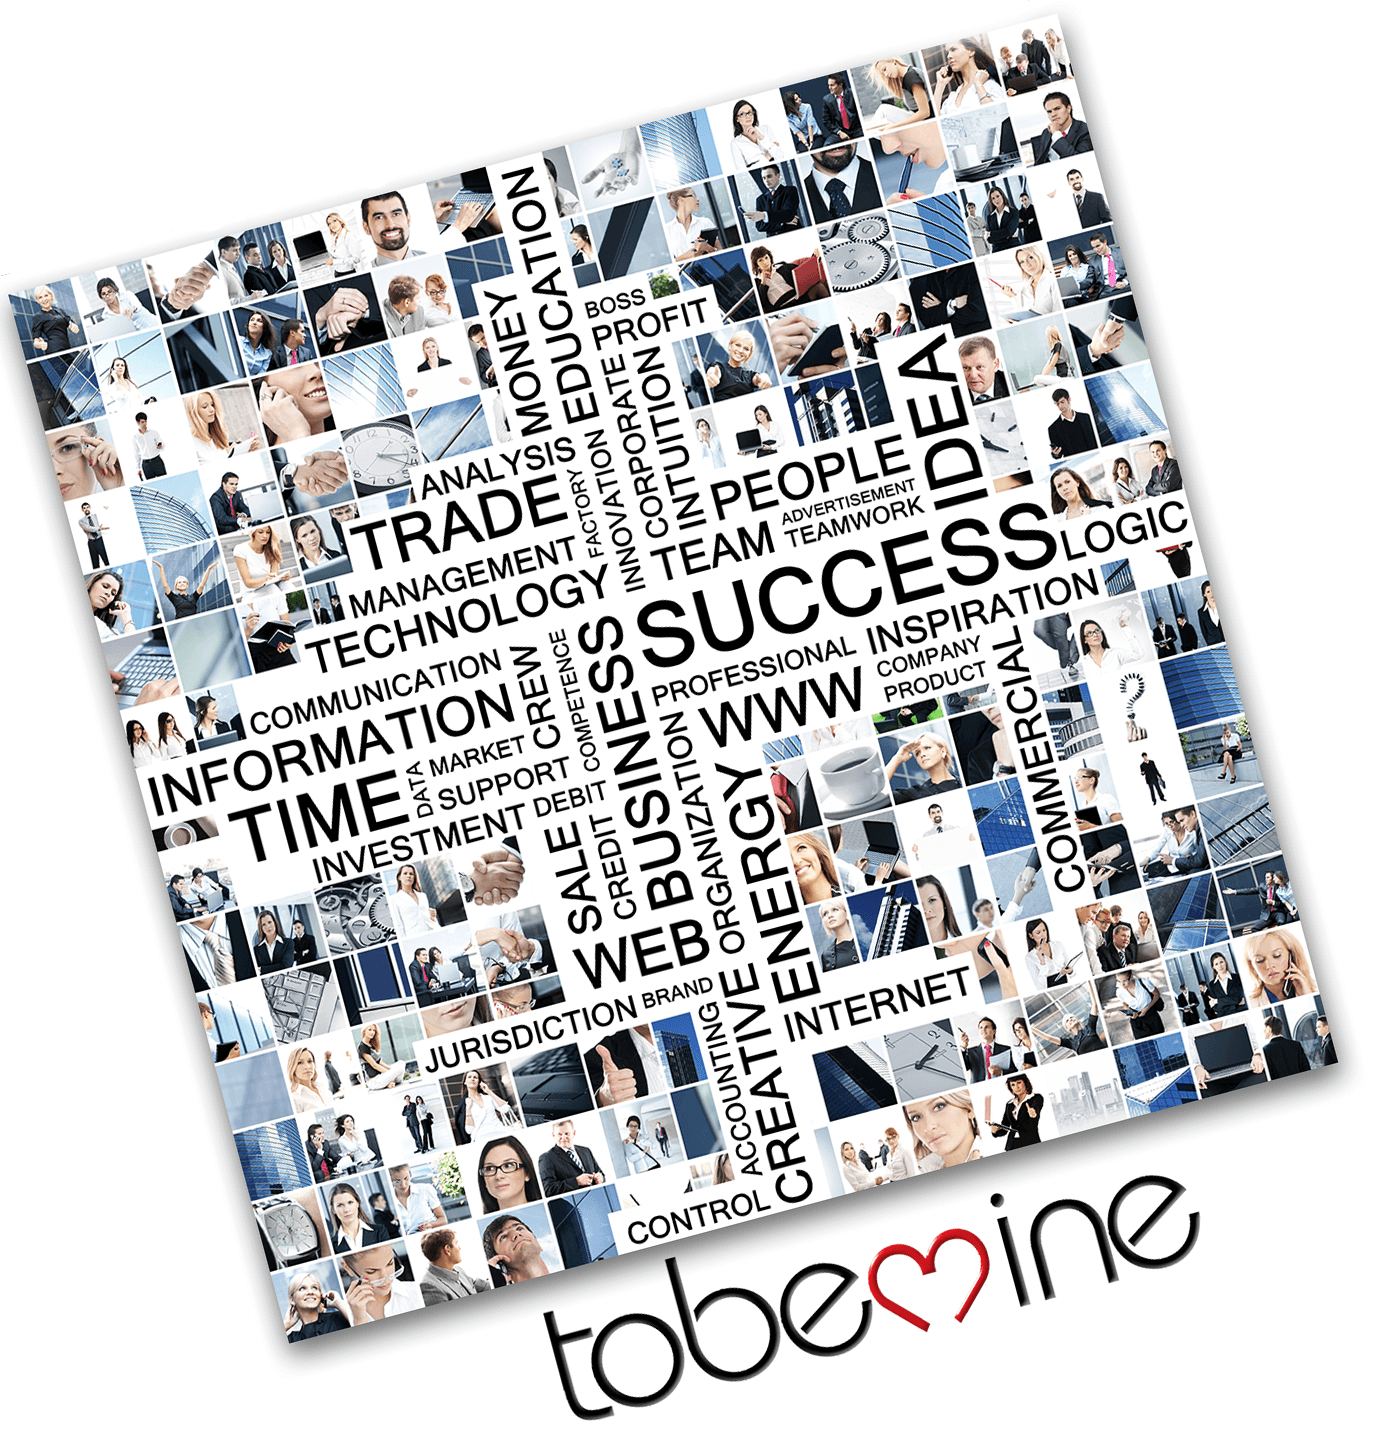 MONEY
EDUCATION
BOSS
PROFIT
ANALYSIS
TRADE
FACTORY
INNOVATION
CORPORATE
INTUITION
PEOPLE
IDEA
ADVERTISEMENT
TEAM
TEAMWORK
MANAGEMENT
TECHNOLOGY
SUCCESS
LOGIC
COMMUNICATION
INFORMATION
CREW
COMPETENCE
BUSINESS
PROFESSIONAL
INSPIRATION
COMPANY
PRODUCT
WWW
COMMERCIAL
TIME
DATA
MARKET
SUPPORT
INVESTMENT
DEBIT
SALE
CREDIT
ORGANIZATION
ENERGY
WEB
BRAND
JURISDICTION
INTERNET
ACCOUNTING
CREATIVE
CONTROL
tobemine